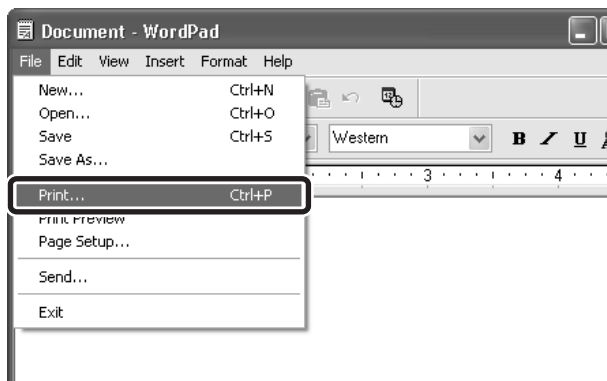 Document - WordPad
File Edit View Insert Format Help
New... Ctrl+N
Open... Ctrl+O
Save Ctrl+S
Save As...
Western B I U
Print... Ctrl+P
3 4
Print Preview
Page Setup...
Send...
Exit